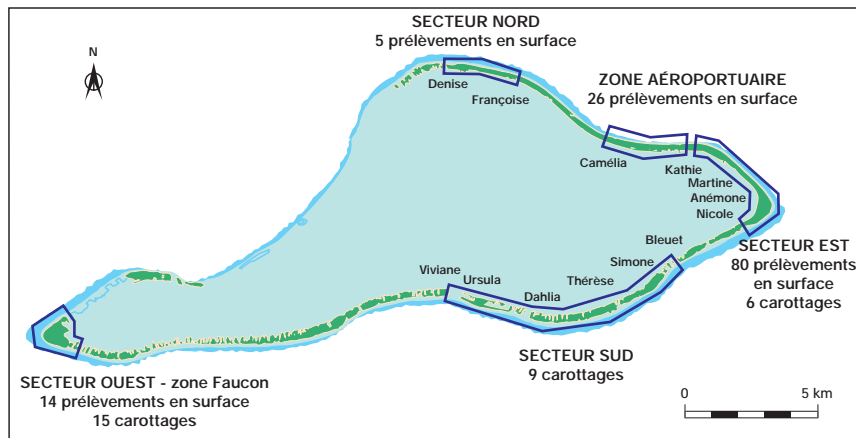 SECTEUR NORD
5 prélèvements en surface
N
ZONE AÉROPORTUAIRE
26 prélèvements en surface
Denise
Françoise
Camélia
Kathie
Martine
Anémone
Nicole
Bleuet
Simone
Thérèse
Viviane
Ursula
Dahlia
SECTEUR EST
80 prélèvements
en surface
6 carottages
SECTEUR SUD
9 carottages
SECTEUR OUEST - zone Faucon
14 prélèvements en surface
15 carottages
0 5 km